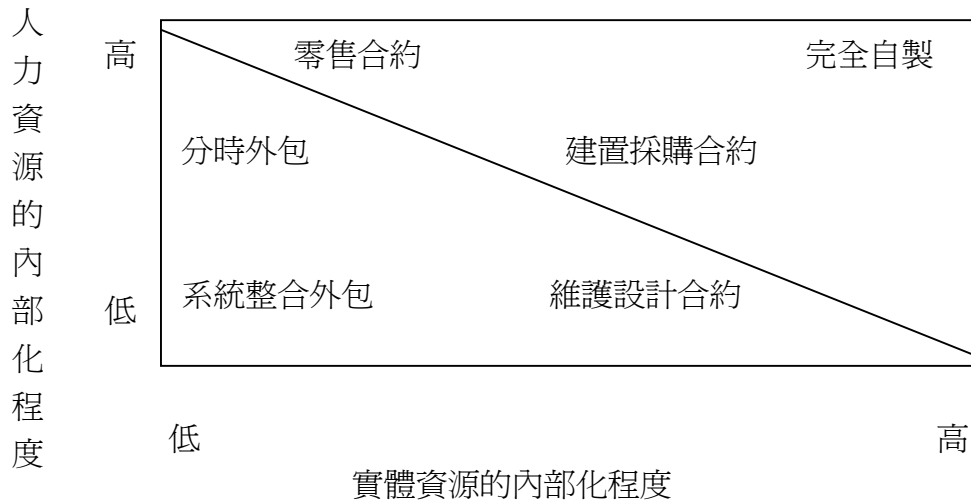 人力資源的內部化程度
高
零售合約
完全自製
分時外包
建置採購合約
系統整合外包
維護設計合約
低
低
高
實體資源的內部化程度